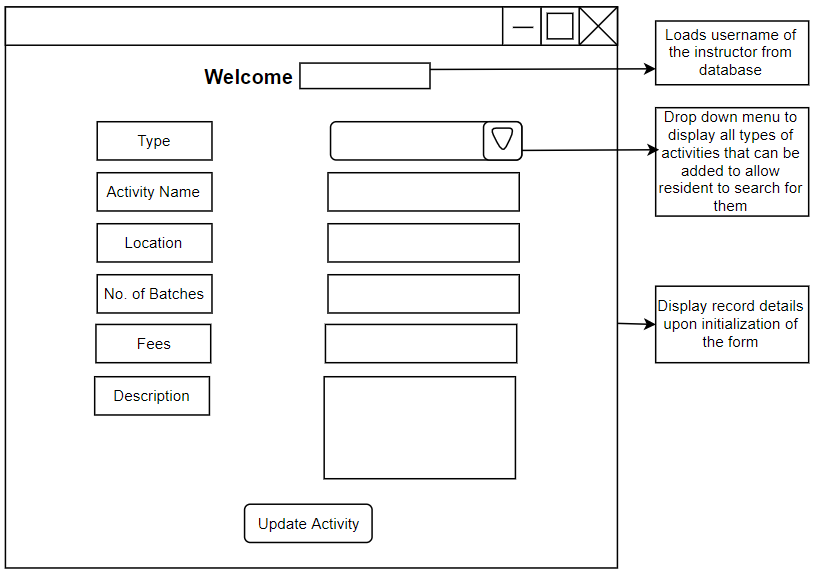 Welcome
Loads username of
the instructor from
database
Type
Drop down menu to
display all types of
activities that can be
added to allow
resident to search for
them
Activity Name
Location
No. of Batches
Display record details
upon initialization of
the form
Fees
Description
Update Activity